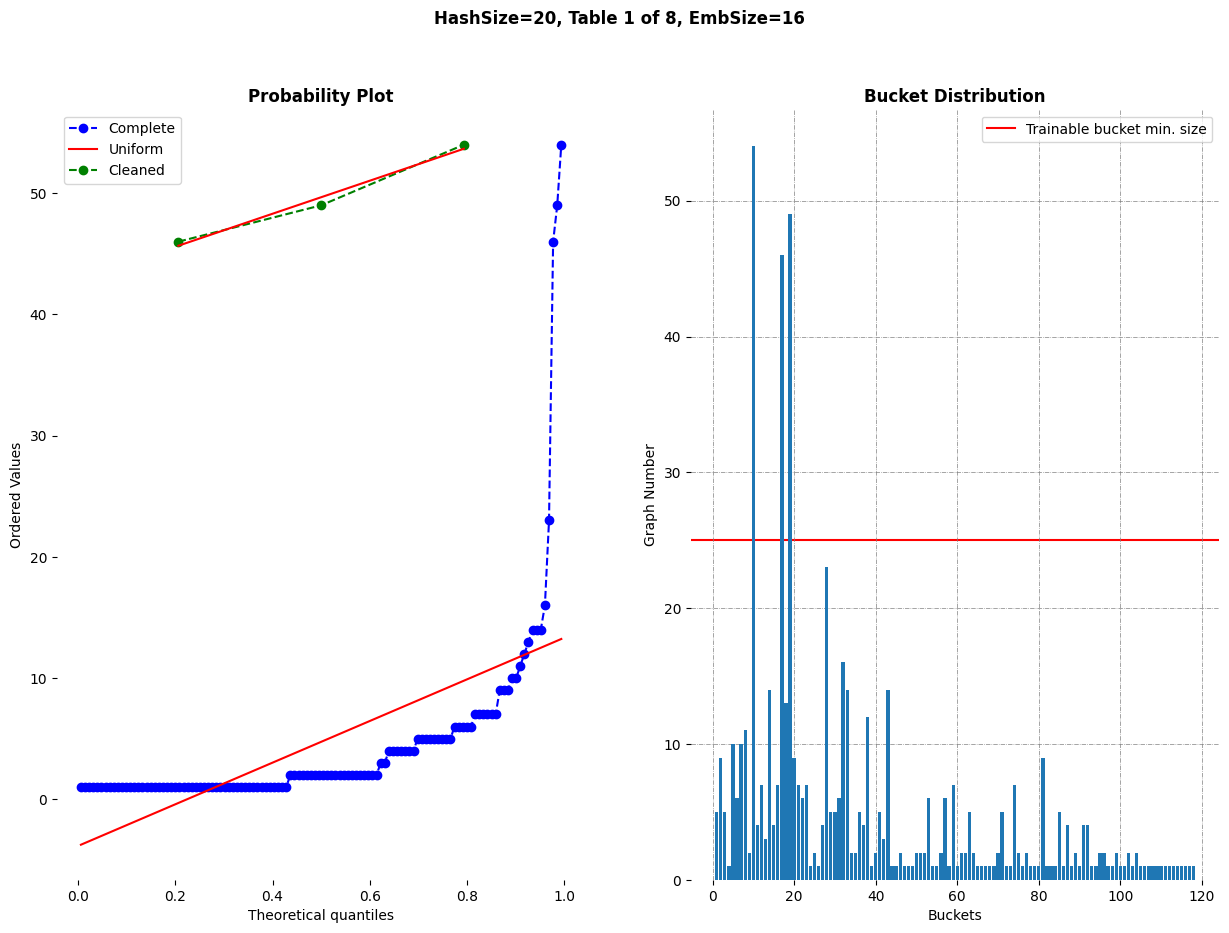 HashSize=20, Table 1 of 8, EmbSize=16
Probability Plot
Complete
Uniform
Cleaned
Ordered Values
50
40
30
20
10
0
0.0 0.2 0.4 0.6 0.8 1.0
Theoretical quantiles
Bucket Distribution
Trainable bucket min. size
Graph Number
50
40
30
20
10
0
0 20 40 60 80 100 120
Buckets